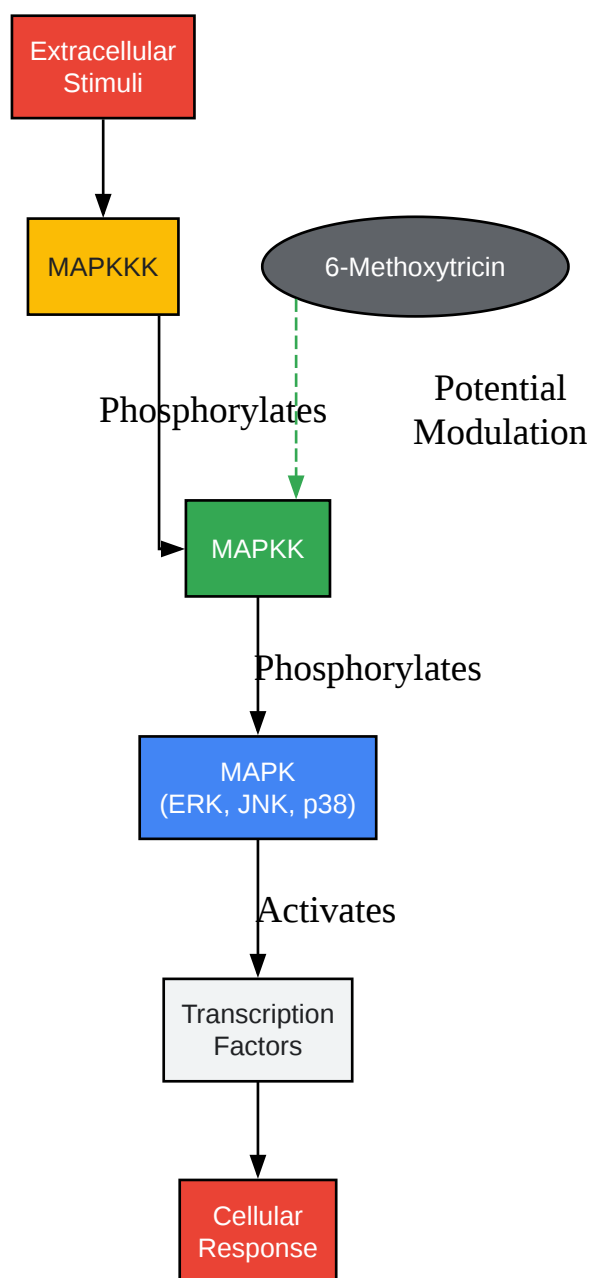 Extracellular
Stimuli
MAPKKK
6-Methoxytricin
Phosphorylates
Potential
Modulation
MAPKK
Phosphorylates
MAPK
(ERK, JNK, p38)
Activates
Transcription
Factors
Cellular
Response